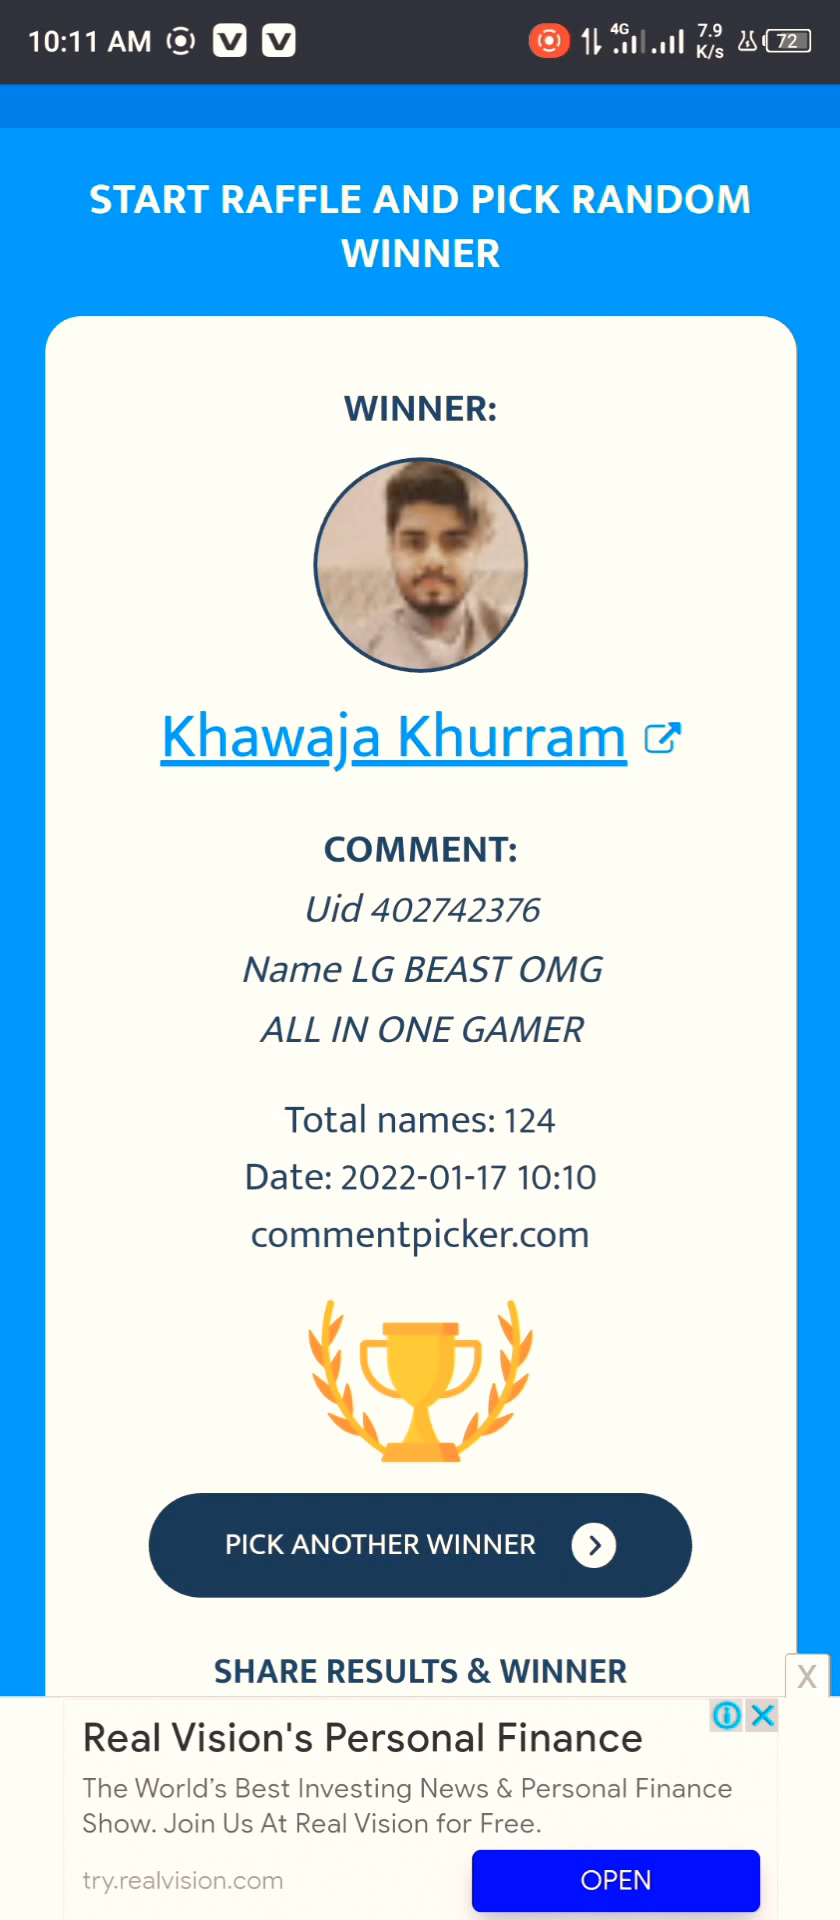 10:11 AM
4G
7.9
K/s
72
START RAFFLE AND PICK RANDOM
WINNER
WINNER:
Khawaja Khurram
COMMENT:
Uid 402742376
Name LG BEAST OMG
ALL IN ONE GAMER
Total names: 124
Date: 2022-01-17 10:10
commentpicker.com
PICK ANOTHER WINNER
SHARE RESULTS & WINNER
X
Real Vision's Personal Finance
The World's Best Investing News & Personal Finance
Show. Join Us At Real Vision for Free.
try.realvision.com
OPEN